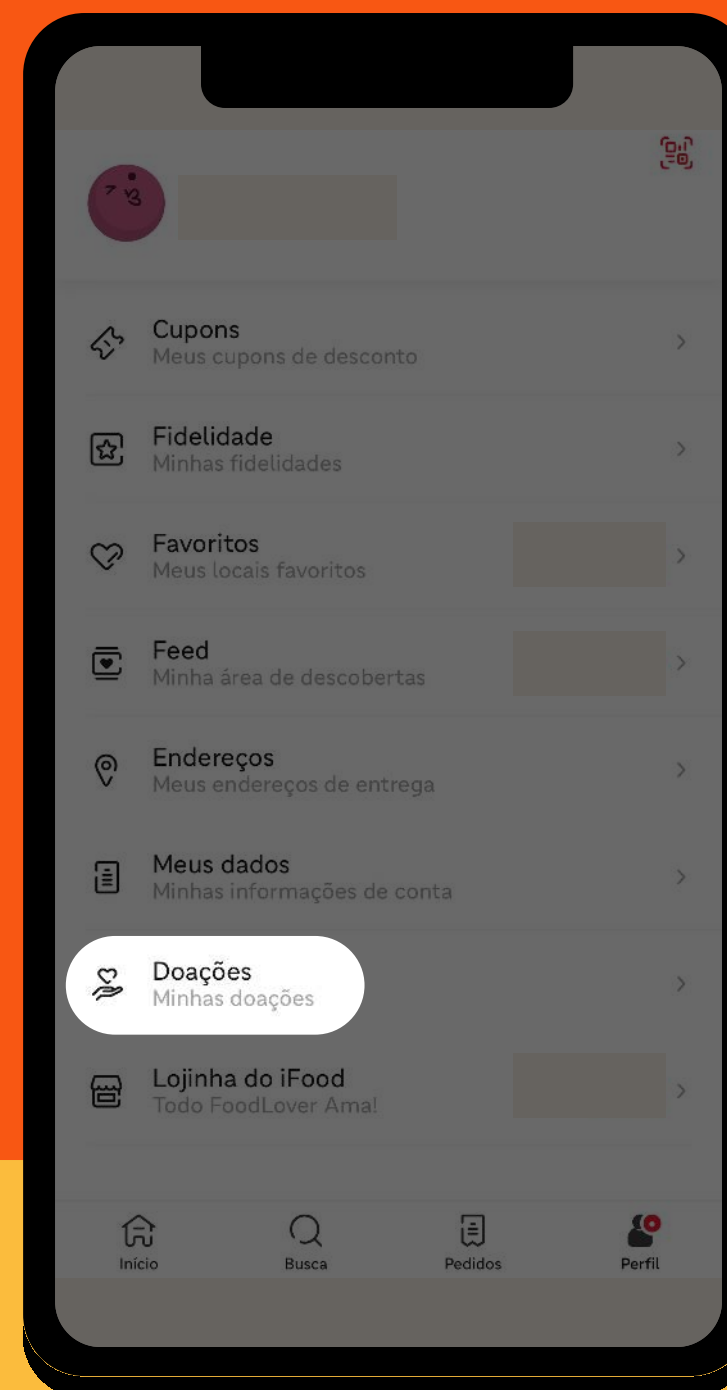 Cupons
Meus cupons de desconto
Fidelidade
Minhas fidelidades
Favoritos
Meus locais favoritos
Feed
Minha área de descobertas
Endereços
Meus endereços de entrega
Meus dados
Minhas informações de conta
Doações
Minhas doações
Lojinha do iFood
Todo FoodLover Ama!
Início
Busca
Pedidos
Perfil